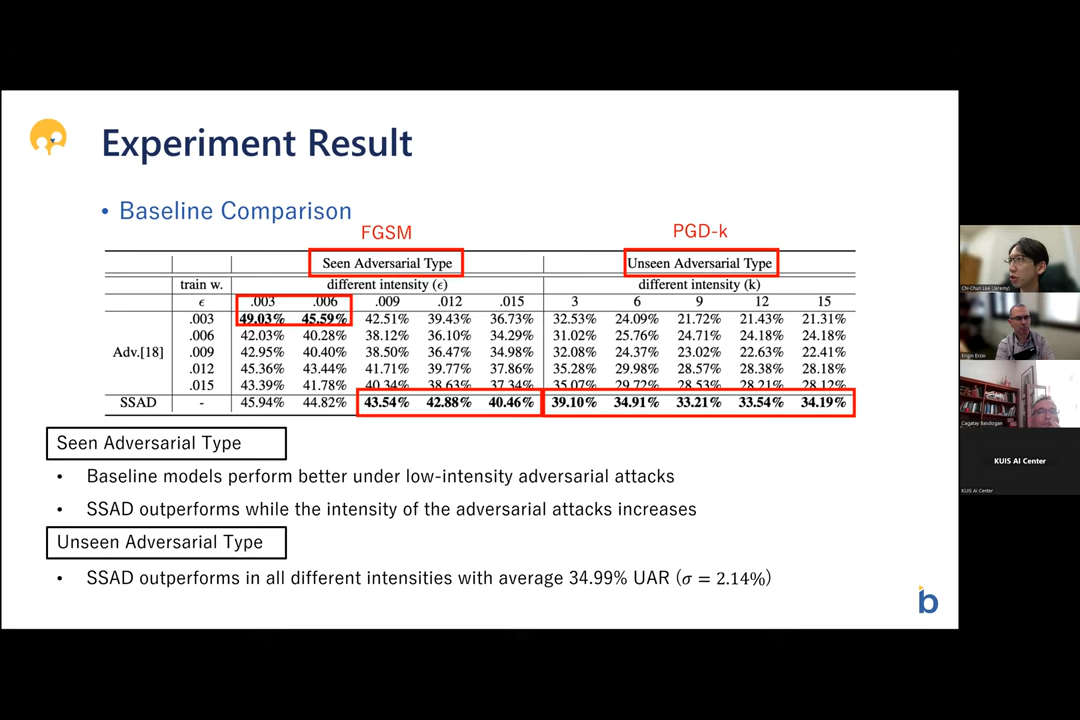 Experiment Result
• Baseline Comparison
FGSM PGD-k
Seen Adversarial Type Unseen Adversarial Type
train w. different intensity (ϵ) different intensity (k)
ϵ .003 .006 .009 .012 .015 3 6 9 12 15
.003 49.03% 45.59% 42.51% 39.43% 36.73% 32.53% 24.09% 21.72% 21.43% 21.31%
.006 42.03% 40.28% 38.12% 36.10% 34.29% 31.02% 25.76% 24.71% 24.18% 24.18%
Adv.[18] .009 42.95% 40.40% 38.50% 36.47% 34.98% 32.08% 24.37% 23.02% 22.63% 22.41%
.012 45.36% 43.44% 41.71% 39.77% 37.86% 35.28% 29.98% 28.57% 28.38% 28.18%
.015 43.39% 41.78% 40.34% 38.63% 37.34% 35.07% 29.72% 28.53% 28.21% 28.12%
SSAD - 45.94% 44.82% 43.54% 42.88% 40.46% 39.10% 34.91% 33.21% 33.54% 34.19%
Seen Adversarial Type
• Baseline models perform better under low-intensity adversarial attacks
• SSAD outperforms while the intensity of the adversarial attacks increases
Unseen Adversarial Type
• SSAD outperforms in all different intensities with average 34.99% UAR (σ = 2.14%)
b
Chi-Chun Lee (Jeremy)
Engin Erzin
Cagatay Basdogan
KUIS AI Center
KUIS AI Center